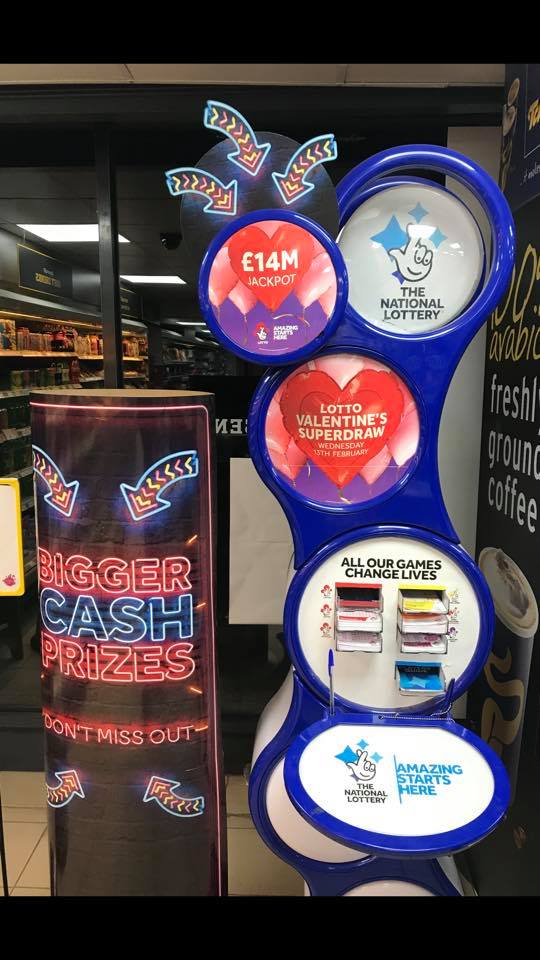 £14M
JACKPOT
LOTTO
AMAZING
STARTS
HERE
THE
NATIONAL
LOTTERY
LOTTO
VALENTINE'S
SUPERDRAW
WEDNESDAY
13TH FEBRUARY
ALL OUR GAMES
CHANGE LIVES
THE
NATIONAL
LOTTERY
AMAZING
STARTS
HERE
BIGGER
CASH
PRIZES
DON'T MISS OUT
freshly
ground
coffee